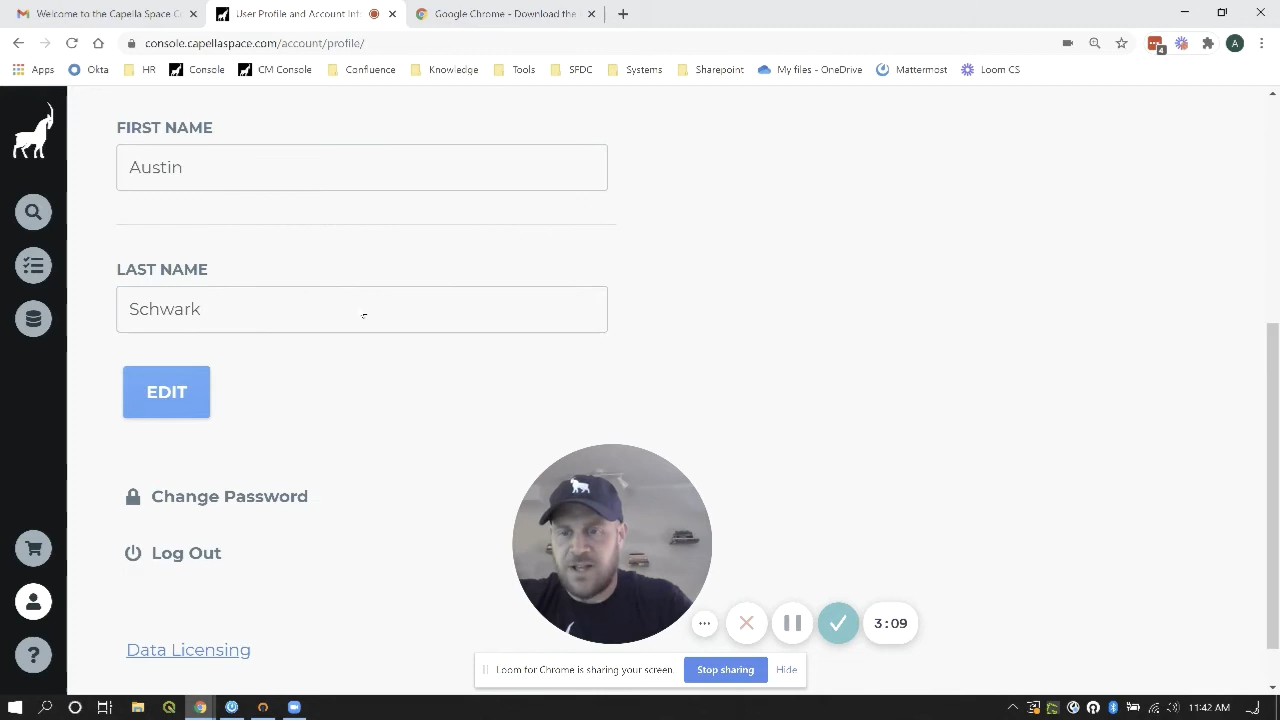 Welcome to the Capella Space C
User Profile and Account Inf
Google Chrome - Download the
console.capellaspace.com/account/profile/
4
A
Apps
Okta
HR
Console
CM Console
Confluence
Knowledge
Tools
SFDC
Systems
Sharepoint
My files - OneDrive
Mattermost
Loom CS
FIRST NAME
Austin
LAST NAME
Schwark
EDIT
Change Password
Log Out
3:09
Data Licensing
Loom for Chrome is sharing your screen.
Stop sharing
Hide
11:42 AM